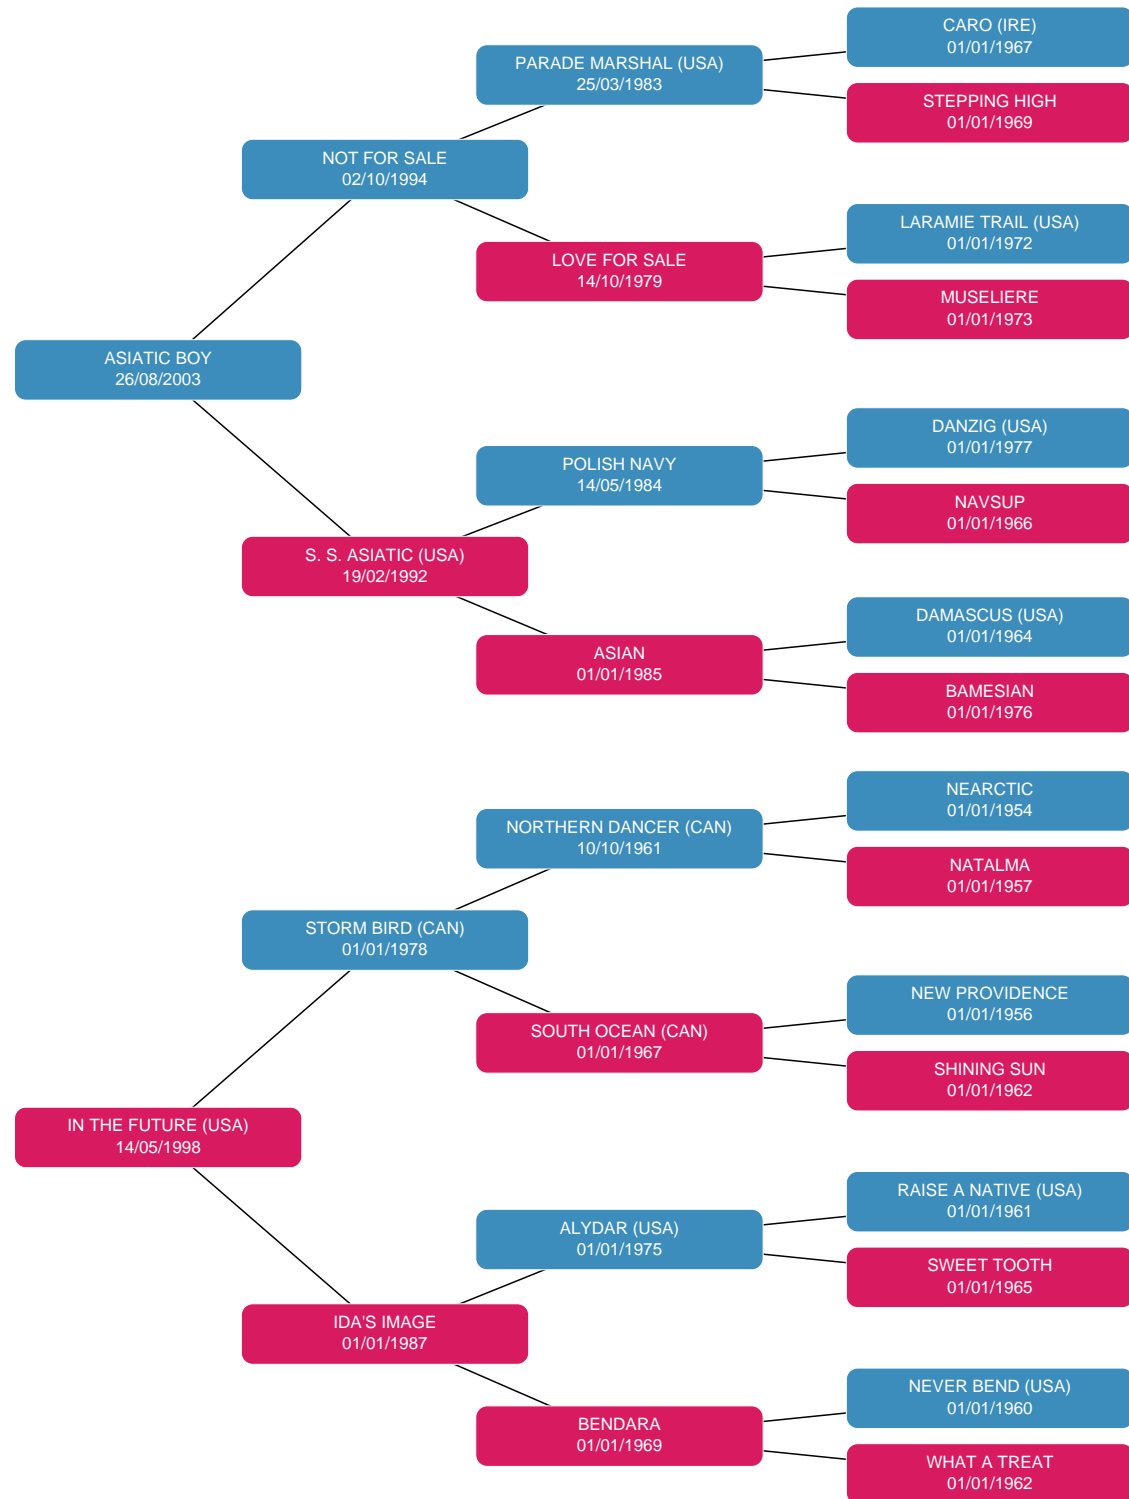 CARO (IRE)
01/01/1967
PARADE MARSHAL (USA)
25/03/1983
STEPPING HIGH
01/01/1969
NOT FOR SALE
02/10/1994
LARAMIE TRAIL (USA)
01/01/1972
LOVE FOR SALE
14/10/1979
MUSELIERE
01/01/1973
ASIATIC BOY
26/08/2003
DANZIG (USA)
01/01/1977
POLISH NAVY
14/05/1984
NAVSUP
01/01/1966
S. S. ASIATIC (USA)
19/02/1992
DAMASCUS (USA)
01/01/1964
ASIAN
01/01/1985
BAMESIAN
01/01/1976
NEARCTIC
01/01/1954
NORTHERN DANCER (CAN)
10/10/1961
NATALMA
01/01/1957
STORM BIRD (CAN)
01/01/1978
NEW PROVIDENCE
01/01/1956
SOUTH OCEAN (CAN)
01/01/1967
SHINING SUN
01/01/1962
IN THE FUTURE (USA)
14/05/1998
RAISE A NATIVE (USA)
01/01/1961
ALYDAR (USA)
01/01/1975
SWEET TOOTH
01/01/1965
IDA'S IMAGE
01/01/1987
NEVER BEND (USA)
01/01/1960
BENDARA
01/01/1969
WHAT A TREAT
01/01/1962